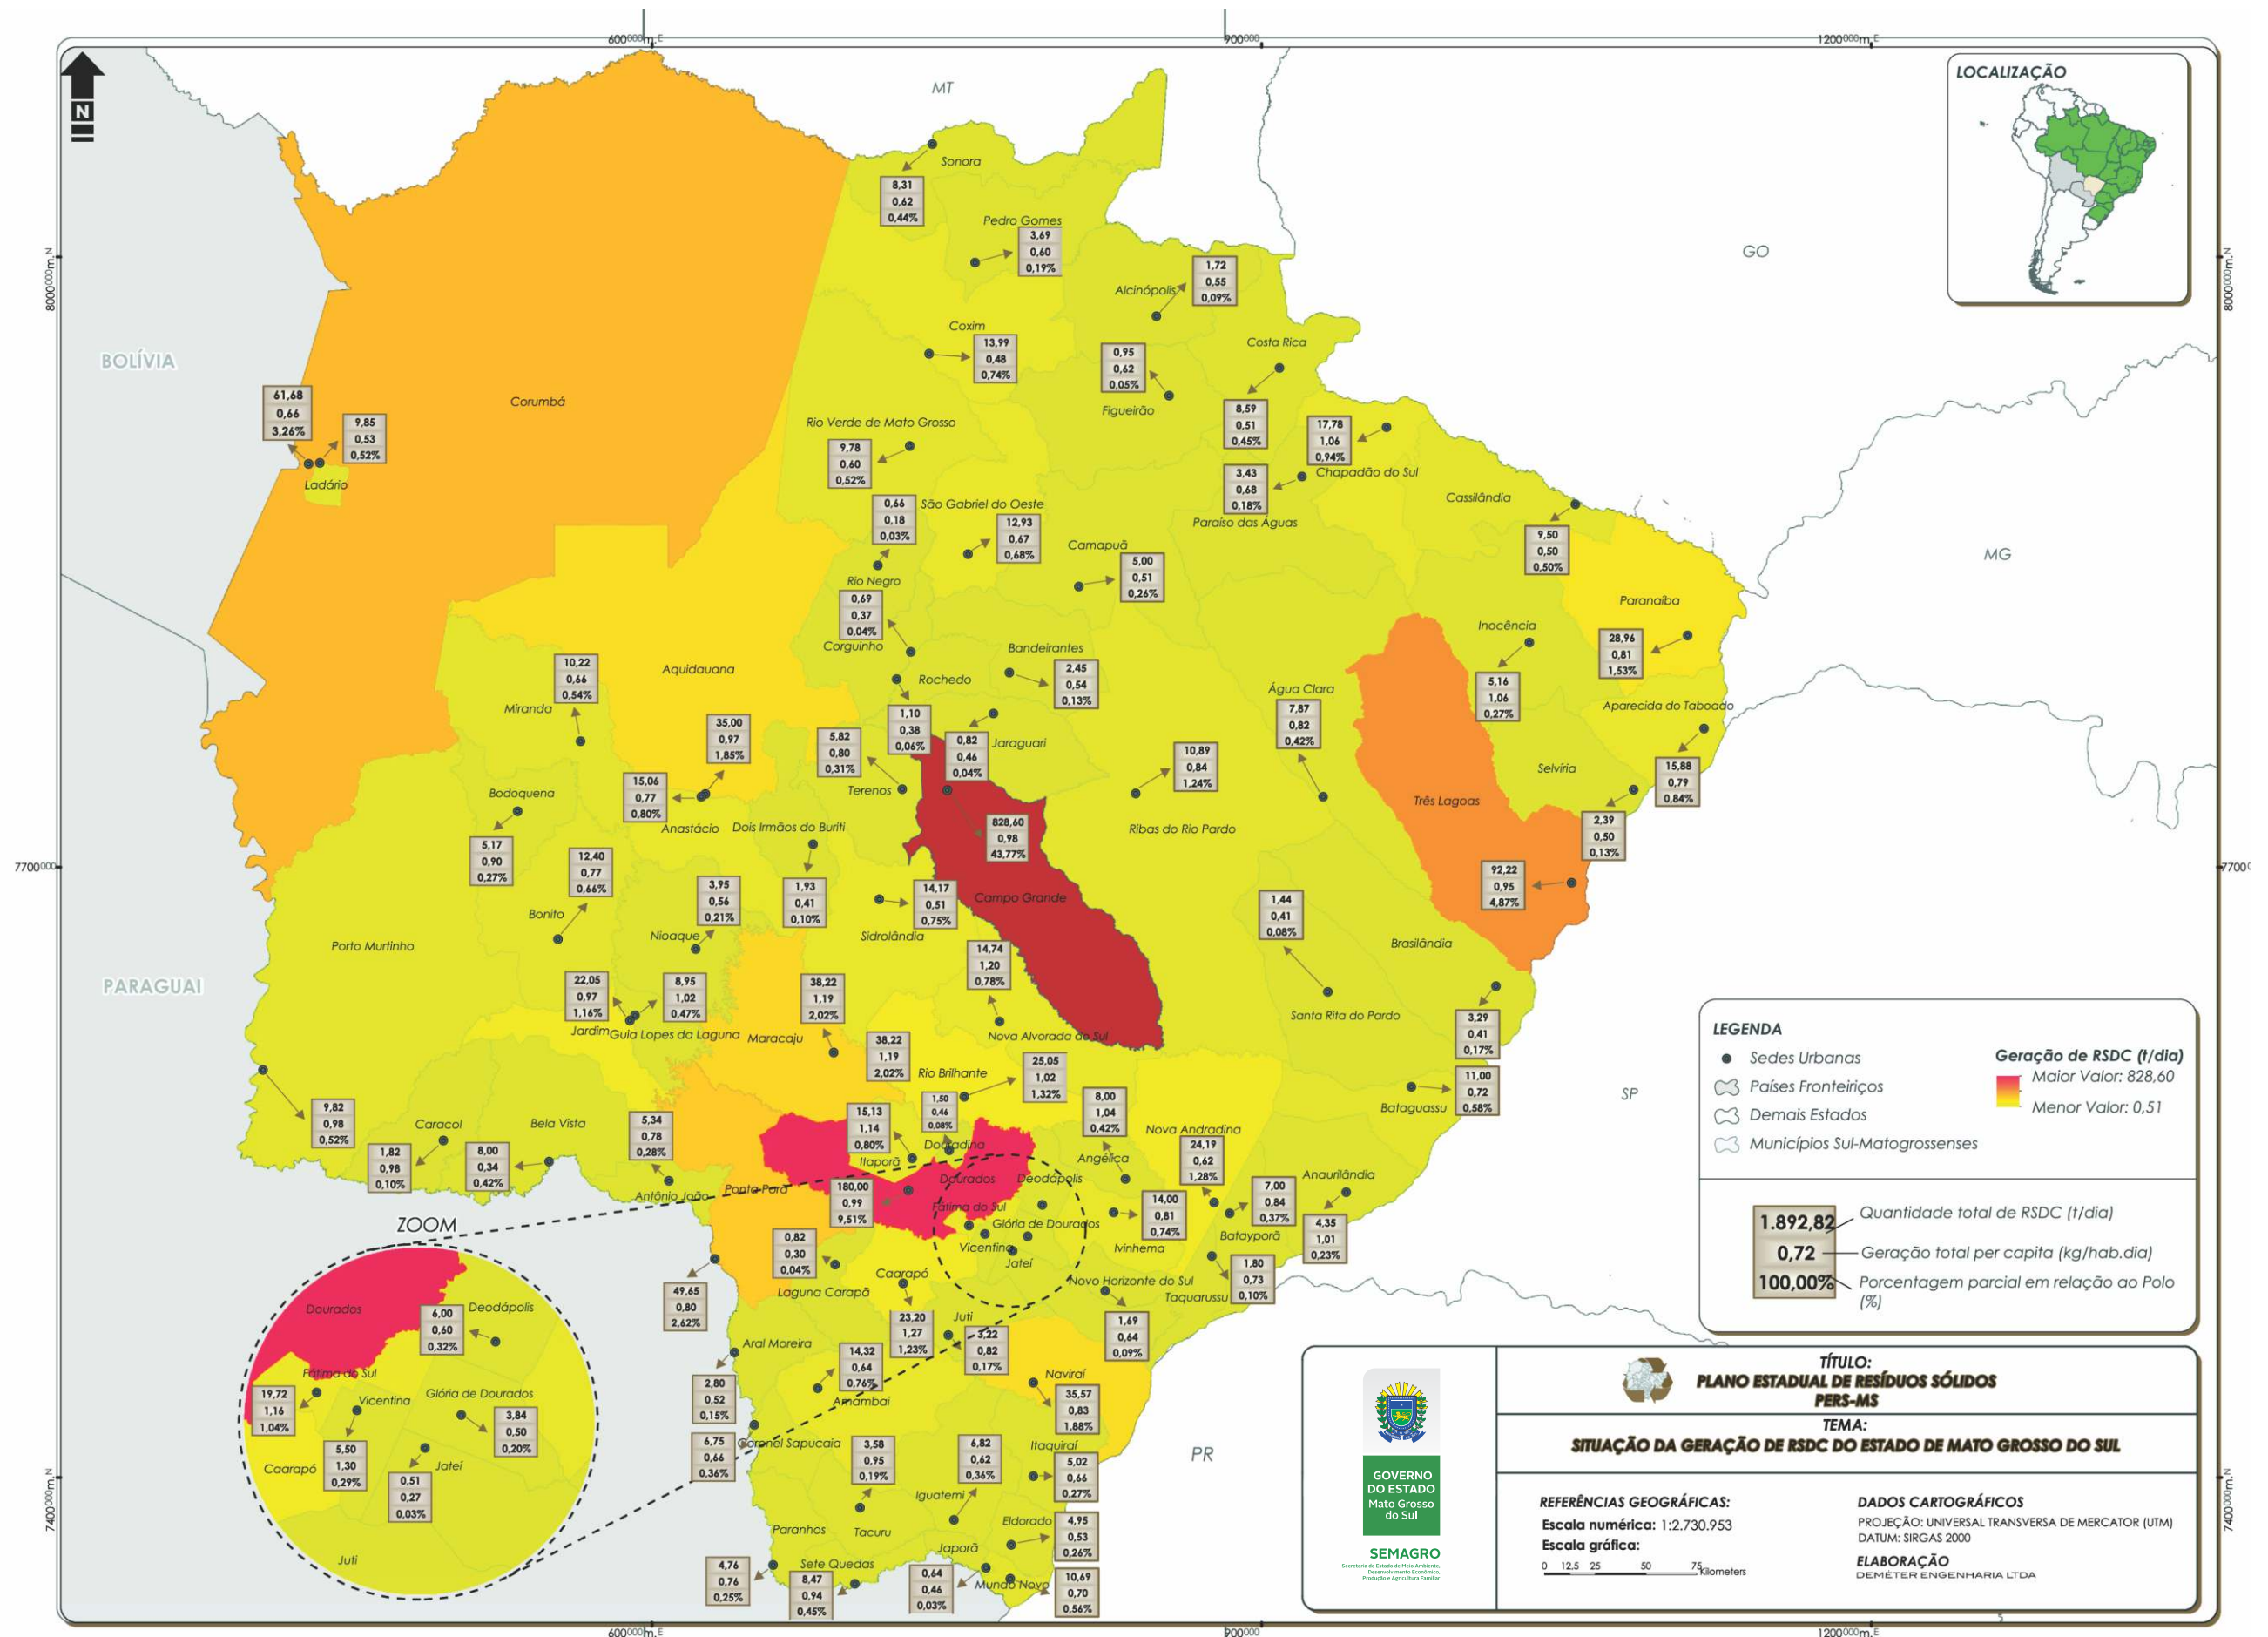 600000m.E
900000
1200000m.E
N
MT
LOCALIZAÇÃO
Sonora
8,31
0,62
0,44%
Pedro Gomes
3,69
0,60
0,19%
GO
8000000m.N
8000000m.N
Alcinópolis
1,72
0,55
0,09%
BOLÍVIA
Coxim
13,99
0,48
0,74%
0,95
0,62
0,05%
Figueirão
Costa Rica
8,59
0,51
0,45%
61,68
0,66
3,26%
9,85
0,53
0,52%
Ladário
Corumbá
Rio Verde de Mato Grosso
9,78
0,60
0,52%
17,78
1,06
0,94%
Chapadão do Sul
3,43
0,68
0,18%
Paraíso das Águas
Cassilândia
9,50
0,50
0,50%
0,66
0,18
0,03%
Rio Negro
São Gabriel do Oeste
12,93
0,67
0,68%
Camapuã
5,00
0,51
0,26%
MG
Paranaíba
28,96
0,81
1,53%
Inocência
5,16
1,06
0,27%
0,69
0,37
0,04%
Corguinho
Bandeirantes
2,45
0,54
0,13%
10,22
0,66
0,54%
Miranda
Aquidauana
35,00
0,97
1,85%
Rochedo
1,10
0,38
0,06%
0,82
0,46
0,04%
Jaraguari
5,82
0,80
0,31%
Terenos
Água Clara
7,87
0,82
0,42%
Aparecida do Taboado
15,88
0,79
0,84%
Selvíria
2,39
0,50
0,13%
10,89
0,84
1,24%
Ribas do Rio Pardo
Três Lagoas
92,22
0,95
4,87%
Bodoquena
5,17
0,90
0,27%
15,06
0,77
0,80%
Anastácio
Dois Irmãos do Buriti
1,93
0,41
0,10%
828,60
0,98
43,77%
Campo Grande
7700000
12,40
0,77
0,66%
Bonito
3,95
0,56
0,21%
Nioaque
14,17
0,51
0,75%
Sidrolândia
Porto Murtinho
PARAGUAI
1,44
0,41
0,08%
Santa Rita do Pardo
Brasilândia
3,29
0,41
0,17%
14,74
1,20
0,78%
Nova Alvorada do Sul
22,05
0,97
1,16%
Jardim
8,95
1,02
0,47%
Guia Lopes da Laguna
38,22
1,19
2,02%
Maracaju
38,22
1,19
2,02%
Rio Brilhante
25,05
1,02
1,32%
11,00
0,72
0,58%
Bataguassu
SP
9,82
0,98
0,52%
Caracol
1,82
0,98
0,10%
Bela Vista
8,00
0,34
0,42%
5,34
0,78
0,28%
Antônio João
Ponta Porã
15,13
1,14
0,80%
Itaporã
1,50
0,46
0,08%
Douradina
8,00
1,04
0,42%
Angélica
Nova Andradina
24,19
0,62
1,28%
180,00
0,99
9,51%
Dourados
Deodápolis
Fátima do Sul
Glória de Dourados
Vicentina
Jateí
14,00
0,81
0,74%
Ivinhema
7,00
0,84
0,37%
Batayporã
Anaurilândia
4,35
1,01
0,23%
0,82
0,30
0,04%
Laguna Carapã
Caarapó
23,20
1,27
1,23%
Novo Horizonte do Sul
1,69
0,64
0,09%
Taquarussu
1,80
0,73
0,10%
49,65
0,80
2,62%
Juti
3,22
0,82
0,17%
Aral Moreira
2,80
0,52
0,15%
14,32
0,64
0,76%
Amambai
Naviraí
35,57
0,83
1,88%
Coronel Sapucaia
6,75
0,66
0,36%
3,58
0,95
0,19%
Tacuru
6,82
0,62
0,36%
Iguatemi
Itaquiraí
5,02
0,66
0,27%
Paranhos
4,76
0,76
0,25%
Sete Quedas
8,47
0,94
0,45%
Japorã
0,64
0,46
0,03%
Eldorado
4,95
0,53
0,26%
Mundo Novo
10,69
0,70
0,56%
PR
ZOOM
Dourados
6,00
0,60
0,32%
Deodápolis
Fátima do Sul
19,72
1,16
1,04%
Vicentina
5,50
1,30
0,29%
Glória de Dourados
3,84
0,50
0,20%
Jateí
0,51
0,27
0,03%
Caarapó
Juti
LEGENDA
Sedes Urbanas
Países Fronteiriços
Demais Estados
Municípios Sul-Matogrossenses
Geração de RSDC (t/dia)
Maior Valor: 828,60
Menor Valor: 0,51
1.892,82
0,72
100,00%
Quantidade total de RSDC (t/dia)
Geração total per capita (kg/hab.dia)
Porcentagem parcial em relação ao Polo
(%)
GOVERNO
DO ESTADO
Mato Grosso
do Sul
SEMAGRO
Secretaria de Estado de Meio Ambiente,
Desenvolvimento Econômico,
Produção e Agricultura Familiar
TÍTULO:
PLANO ESTADUAL DE RESÍDUOS SÓLIDOS
PERS-MS
TEMA:
SITUAÇÃO DA GERAÇÃO DE RSDC DO ESTADO DE MATO GROSSO DO SUL
REFERÊNCIAS GEOGRÁFICAS:
Escala numérica: 1:2.730.953
Escala gráfica:
0 12,5 25 50 75 Kilometers
DADOS CARTOGRÁFICOS
PROJEÇÃO: UNIVERSAL TRANSVERSA DE MERCATOR (UTM)
DATUM: SIRGAS 2000
ELABORAÇÃO
DEMÉTER ENGENHARIA LTDA
7400000m.N
7400000m.N
5
600000m.E
900000
1200000m.E